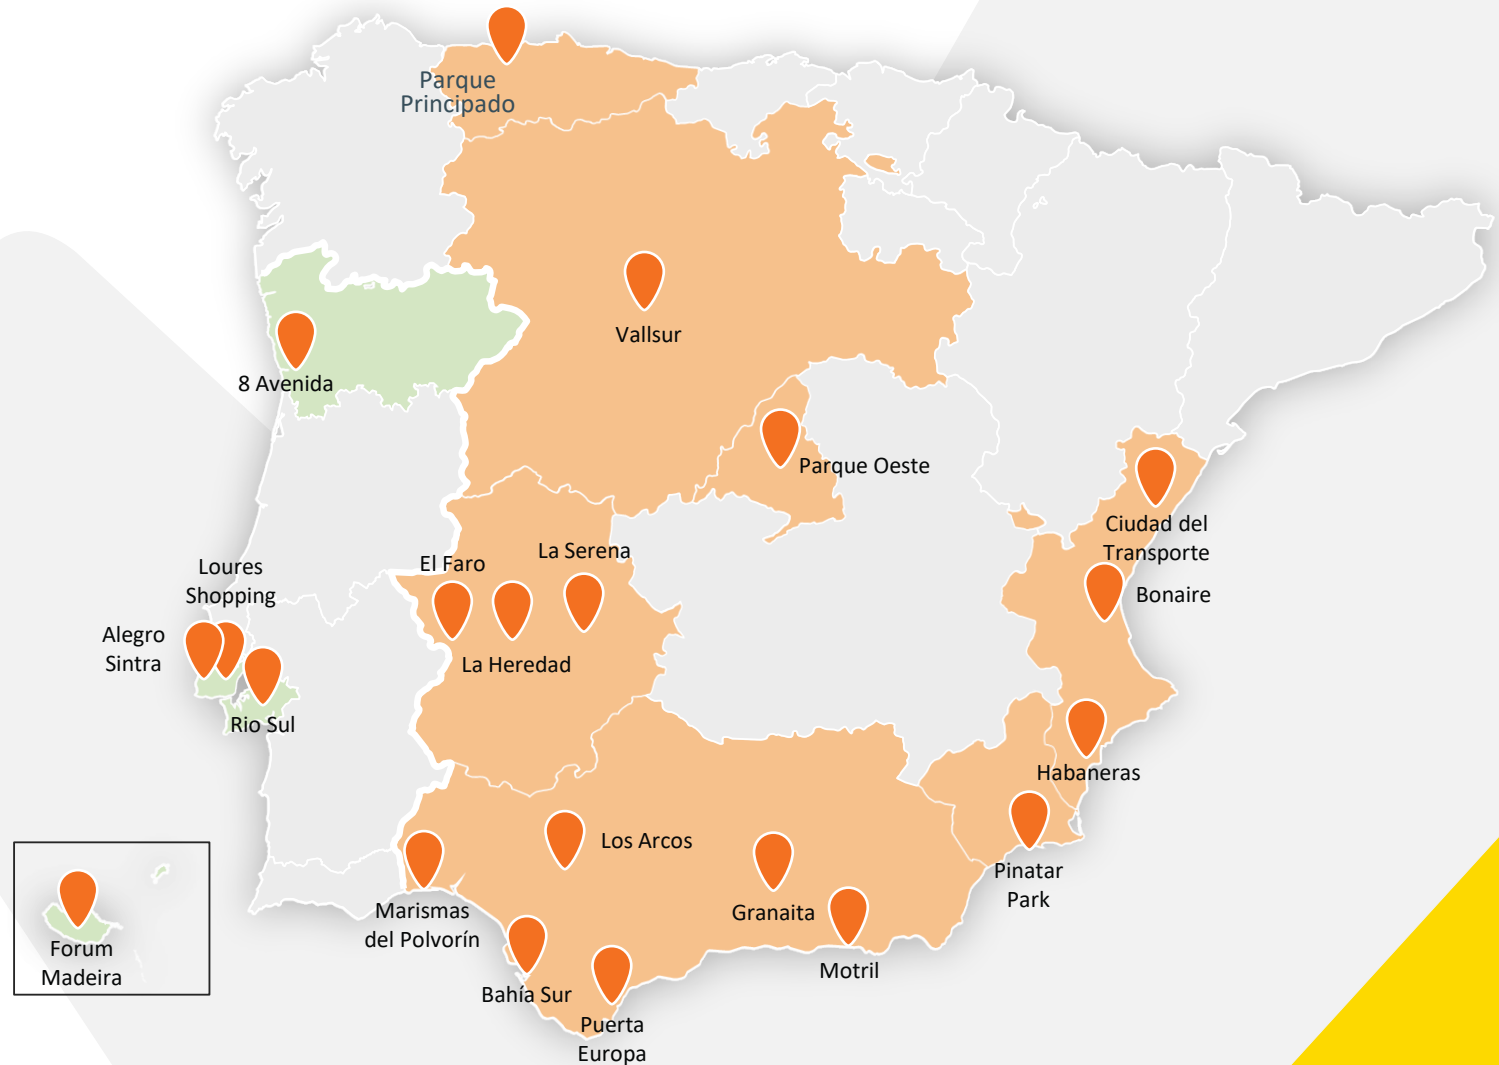 Parque
Principado
Vallsur
8 Avenida
Parque Oeste
Ciudad del
Transporte
Loures
Shopping
El Faro
La Serena
Bonaire
Alegro
Sintra
La Heredad
Rio Sul
Habaneras
Los Arcos
Pinatar
Park
Marismas
del Polvorín
Granaita
Forum
Madeira
Motril
Bahía Sur
Puerta
Europa